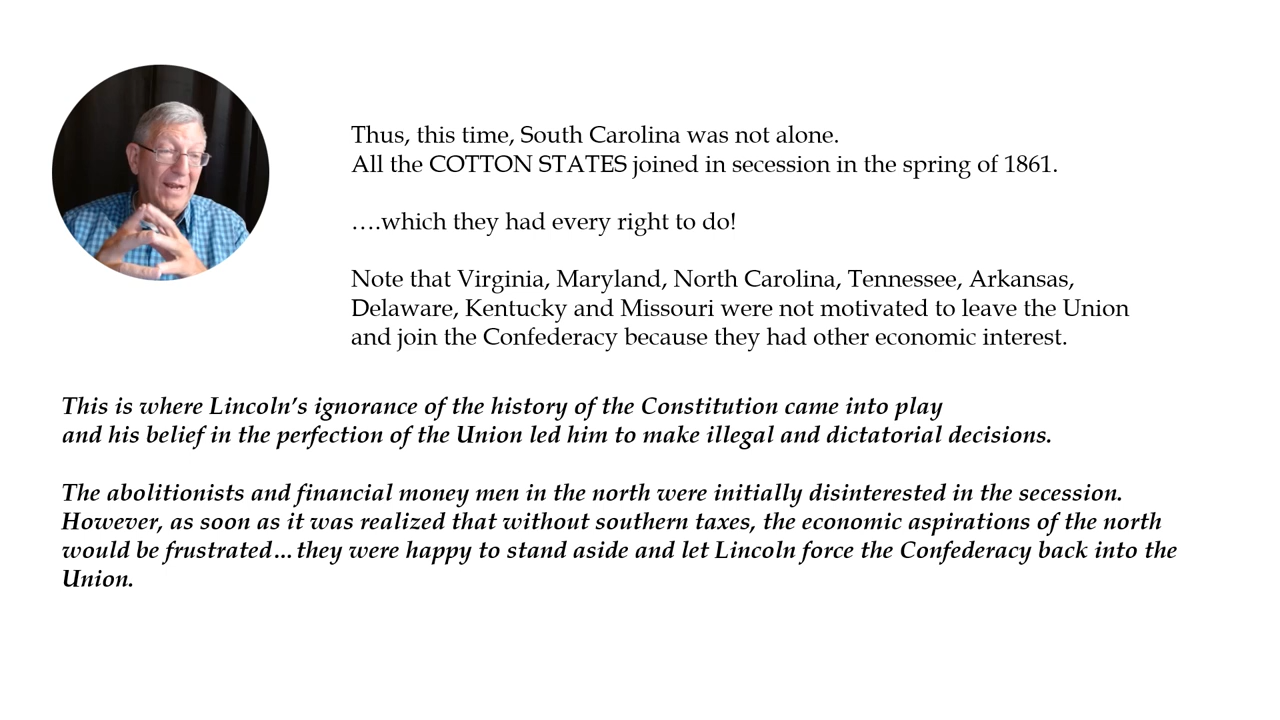 Thus, this time, South Carolina was not alone.
All the COTTON STATES joined in secession in the spring of 1861.
….which they had every right to do!
Note that Virginia, Maryland, North Carolina, Tennessee, Arkansas,
Delaware, Kentucky and Missouri were not motivated to leave the Union
and join the Confederacy because they had other economic interest.
This is where Lincoln’s ignorance of the history of the Constitution came into play
and his belief in the perfection of the Union led him to make illegal and dictatorial decisions.
The abolitionists and financial money men in the north were initially disinterested in the secession.
However, as soon as it was realized that without southern taxes, the economic aspirations of the north
would be frustrated…they were happy to stand aside and let Lincoln force the Confederacy back into the
Union.